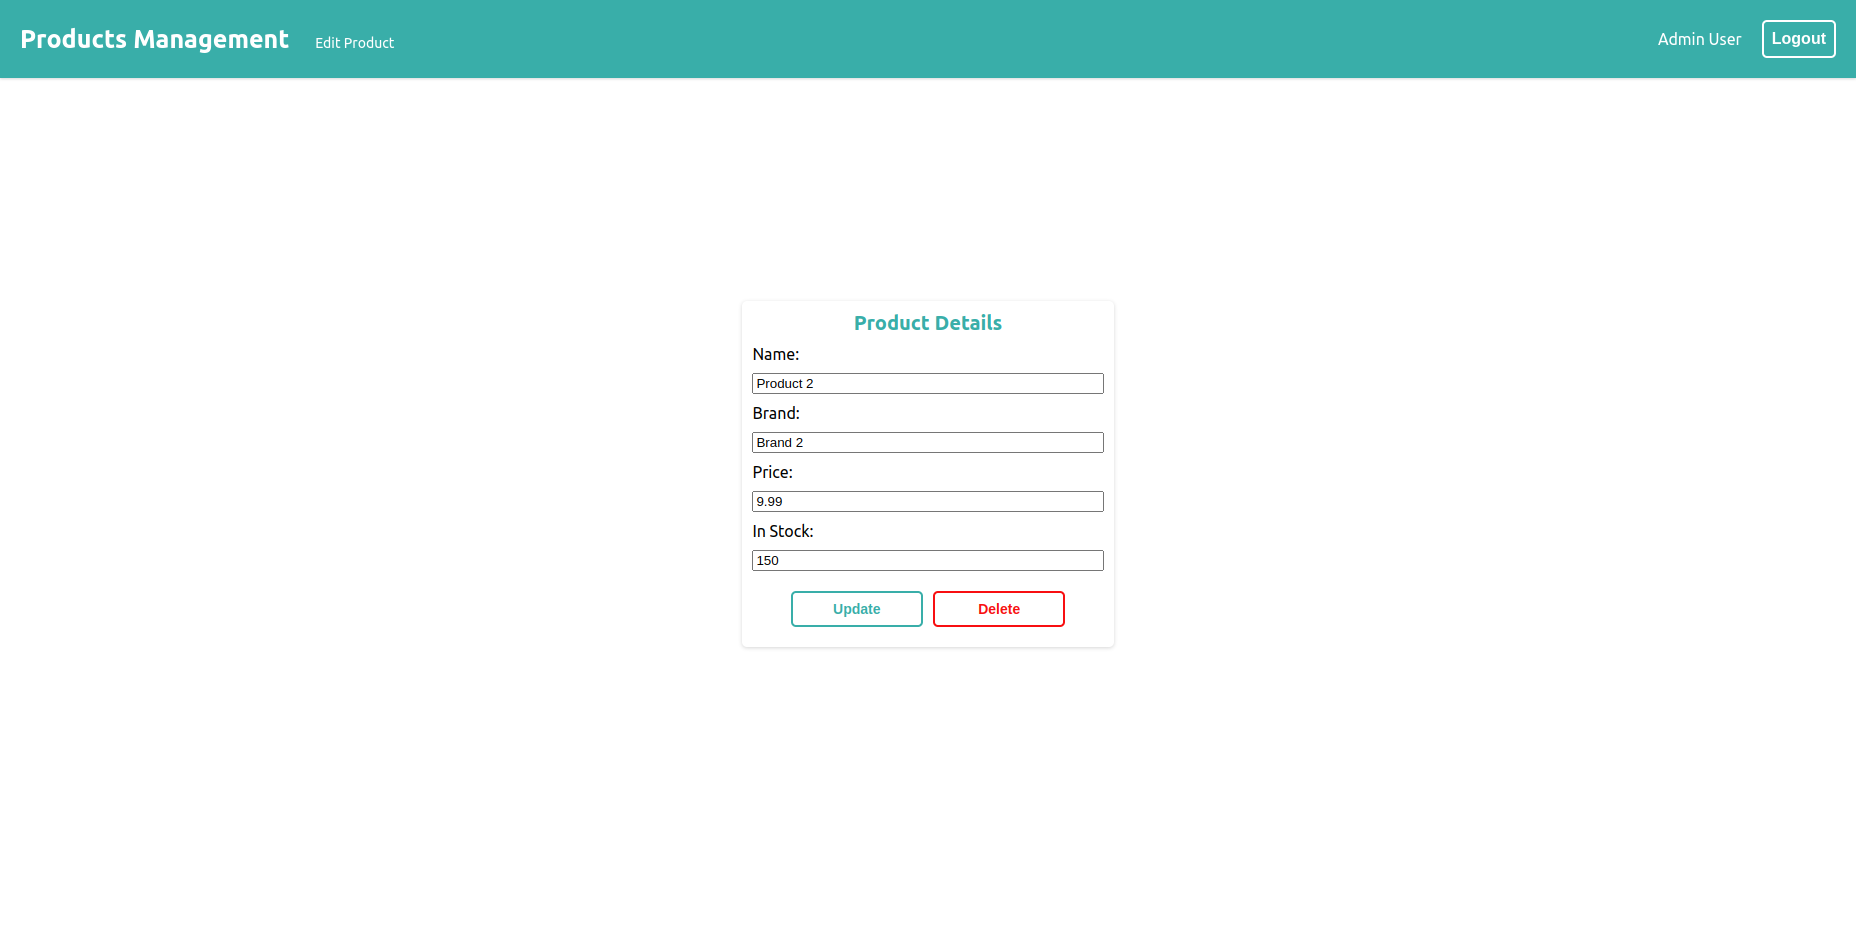 Products Management Edit Product Admin User Logout
Product Details
Name:
Product 2
Brand:
Brand 2
Price:
9.99
In Stock:
150
Update Delete